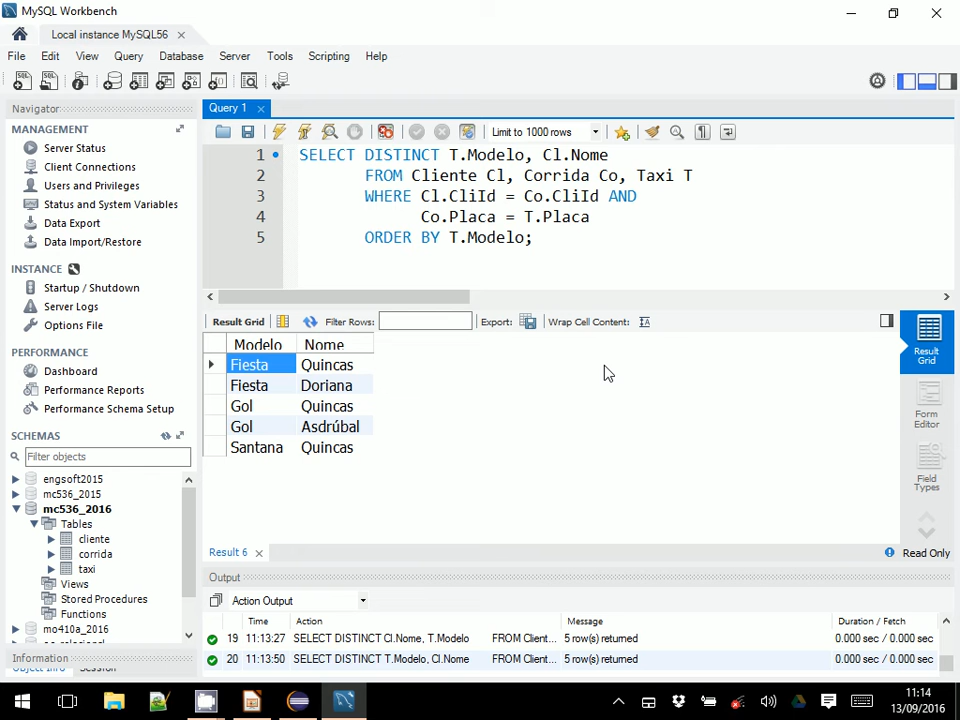 MySQL Workbench
Local instance MySQL56
File Edit View Query Database Server Tools Scripting Help
Navigator
MANAGEMENT
Server Status
Client Connections
Users and Privileges
Status and System Variables
Data Export
Data Import/Restore
INSTANCE
Startup / Shutdown
Server Logs
Options File
PERFORMANCE
Dashboard
Performance Reports
Performance Schema Setup
SCHEMAS
Filter objects
engsoft2015
mc536_2015
mc536_2016
Tables
cliente
corrida
taxi
Views
Stored Procedures
Functions
mo410a_2016
Information
Session
Query 1
Limit to 1000 rows
1 SELECT DISTINCT T.Modelo, Cl.Nome
2 FROM Cliente Cl, Corrida Co, Taxi T
3 WHERE Cl.CliId = Co.CliId AND
4 Co.Placa = T.Placa
5 ORDER BY T.Modelo;
Result Grid Filter Rows: Export: Wrap Cell Content:
Modelo Nome
Fiesta Quincas
Fiesta Doriana
Gol Quincas
Gol Asdrúbal
Santana Quincas
Result Grid
Form Editor
Field Types
Result 6
Read Only
Output
Action Output
Time Action Message Duration / Fetch
19 11:13:27 SELECT DISTINCT Cl.Nome, T.Modelo FROM Client... 5 row(s) returned 0.000 sec / 0.000 sec
20 11:13:50 SELECT DISTINCT T.Modelo, Cl.Nome FROM Client... 5 row(s) returned 0.000 sec / 0.000 sec
11:14
13/09/2016